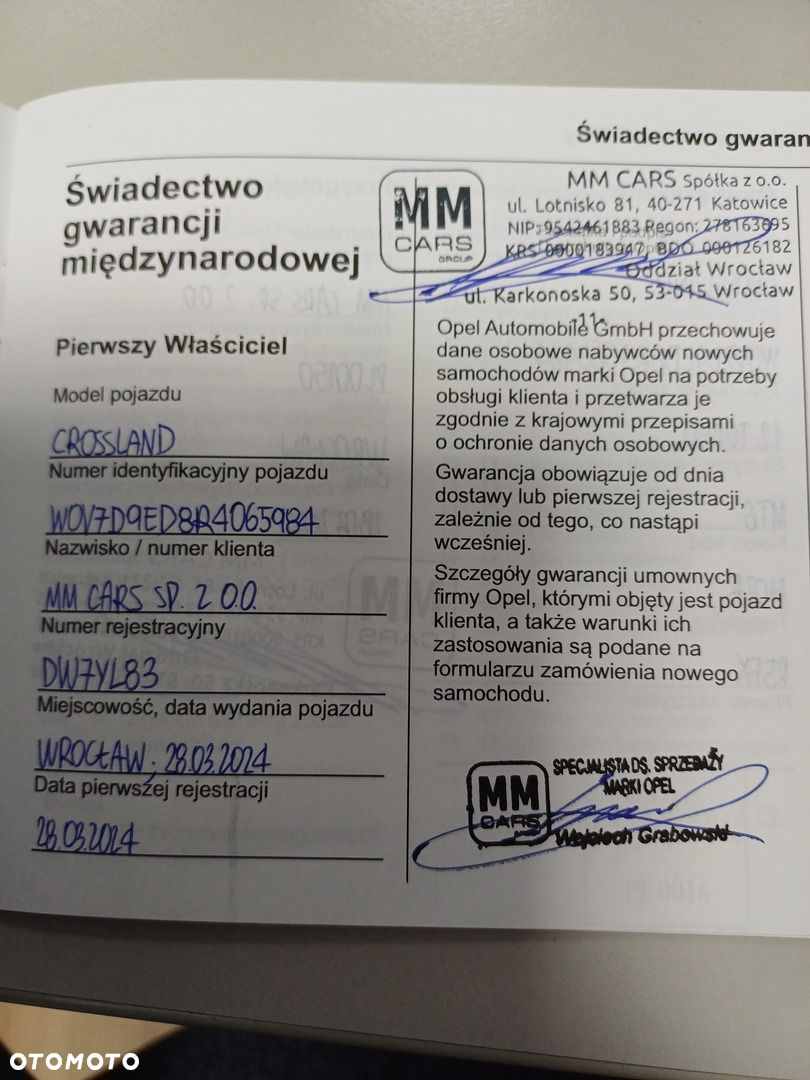 Świadectwo gwaran
Świadectwo
gwarancji
międzynarodowej
MM
CARS
GROUP
MM CARS Spółka z o.o.
ul. Lotnisko 81, 40-271 Katowice
NIP: 9542461883 Regon: 278163695
KRS 0000183947, BDO 000126182
Oddział Wrocław
ul. Karkonoska 50, 53-015 Wrocław
-11-
Pierwszy Właściciel
Model pojazdu
CROSSLAND
Numer identyfikacyjny pojazdu
W0V7D9ED8R4065984
Nazwisko / numer klienta
MM CARS SP. Z O.O.
Numer rejestracyjny
DW7YL83
Miejscowość, data wydania pojazdu
WROCŁAW, 28.03.2024
Data pierwszej rejestracji
28.03.2024
Opel Automobile GmbH przechowuje
dane osobowe nabywców nowych
samochodów marki Opel na potrzeby
obsługi klienta i przetwarza je
zgodnie z krajowymi przepisami
o ochronie danych osobowych.
Gwarancja obowiązuje od dnia
dostawy lub pierwszej rejestracji,
zależnie od tego, co nastąpi
wcześniej.
Szczegóły gwarancji umownych
firmy Opel, którymi objęty jest pojazd
klienta, a także warunki ich
zastosowania są podane na
formularzu zamówienia nowego
samochodu.
MM
CARS
SPECJALISTA DS. SPRZEDAŻY
MARKI OPEL
Wojciech Grabowski
OTOMOTO